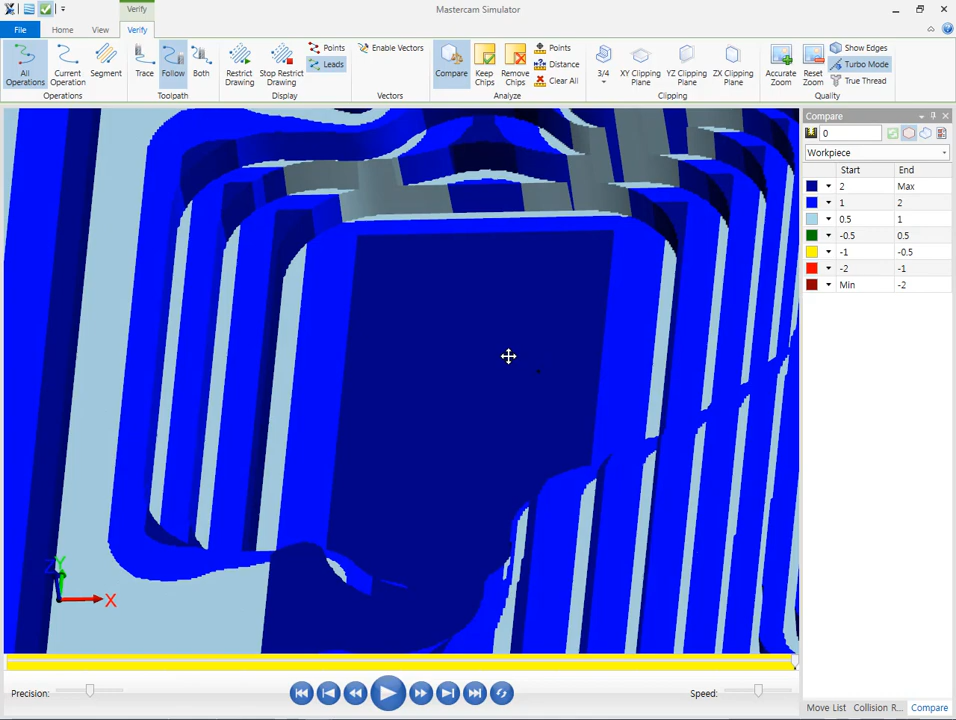 Verify
Mastercam Simulator
File
Home
View
Verify
All Operations
Current Operation
Segment
Trace
Follow
Both
Restrict Drawing
Stop Restrict Drawing
Points
Leads
Enable Vectors
Compare
Keep Chips
Remove Chips
Points
Distance
Clear All
3/4
XY Clipping Plane
YZ Clipping Plane
ZX Clipping Plane
Accurate Zoom
Reset Zoom
Show Edges
Turbo Mode
True Thread
Operations
Toolpath
Display
Vectors
Analyze
Clipping
Quality
Compare
0
Workpiece
Start End
2 Max
1 2
0.5 1
-0.5 0.5
-1 -0.5
-2 -1
Min -2
Z Y
X
Precision:
Speed:
Move List
Collision R...
Compare